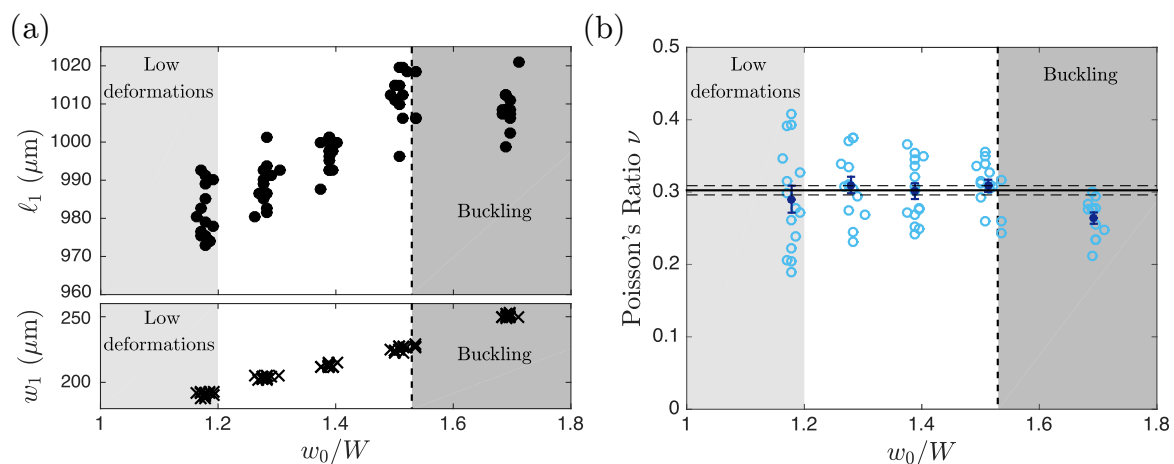 (a)
1020
1010
1000
990
980
970
960
ℓ₁ (μm)
Low
deformations
Buckling
250
200
w₁ (μm)
Low
deformations
Buckling
1 1.2 1.4 1.6 1.8
w₀/W
(b)
0.5
0.4
0.3
0.2
0.1
0
Poisson's Ratio ν
Low
deformations
Buckling
1 1.2 1.4 1.6 1.8
w₀/W